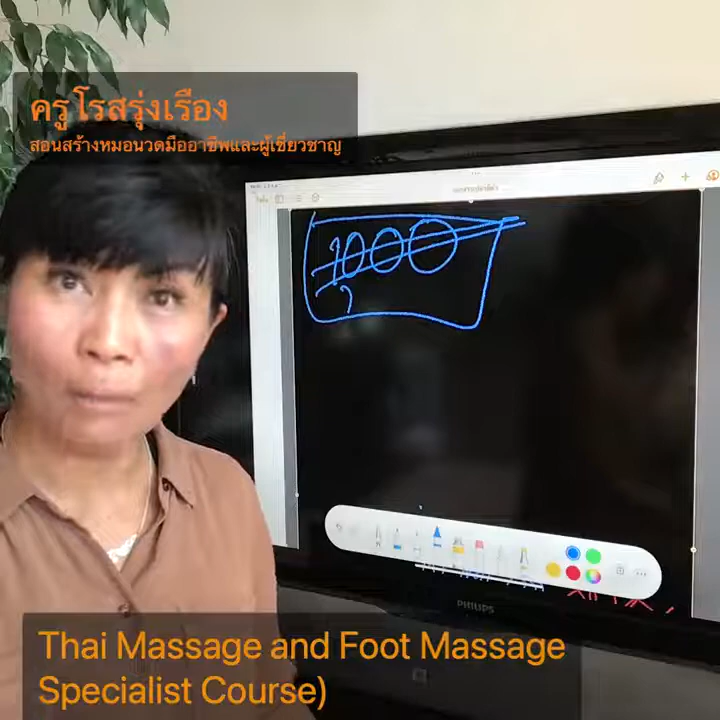 ครูโรสรุ่งเรือง
สอนสร้างหมอนวดมืออาชีพและผู้เชี่ยวชาญ
1000
PHILIPS
Thai Massage and Foot Massage
Specialist Course)